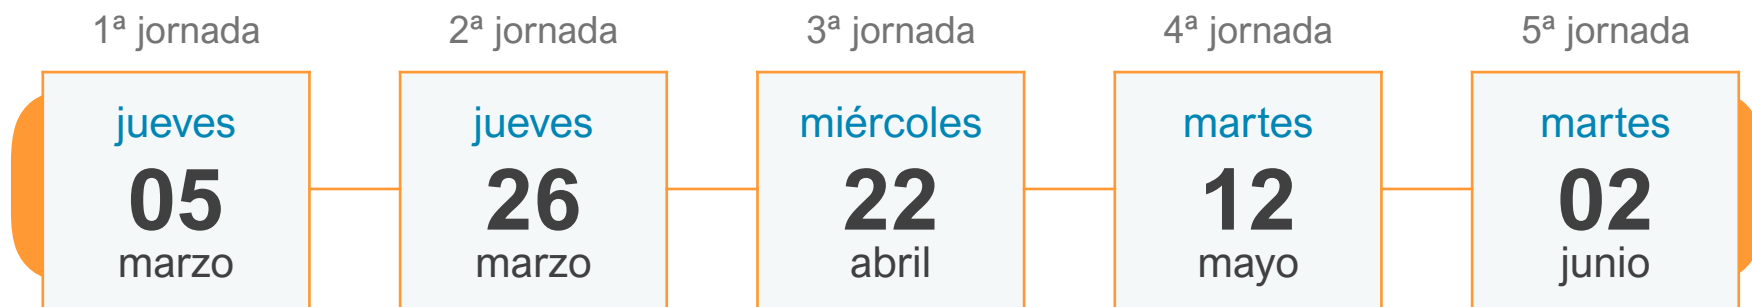 1ª jornada
jueves
05
marzo
2ª jornada
jueves
26
marzo
3ª jornada
miércoles
22
abril
4ª jornada
martes
12
mayo
5ª jornada
martes
02
junio